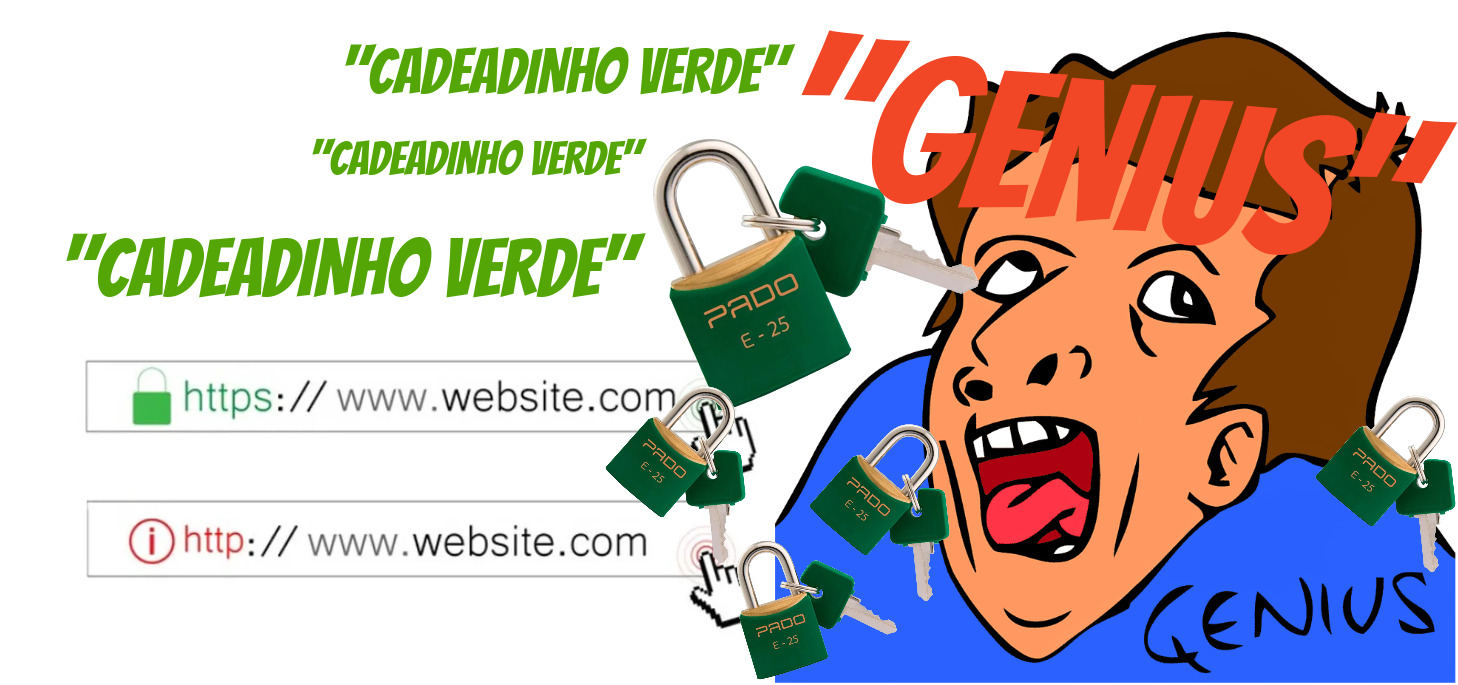 "CADEADINHO VERDE"
"GENIUS"
"CADEADINHO VERDE"
"CADEADINHO VERDE"
PADO
E - 25
https:// www.website.com
PADO
E - 25
PADO
E - 25
PADO
E - 25
http:// www.website.com
PADO
E - 25
GENIUS